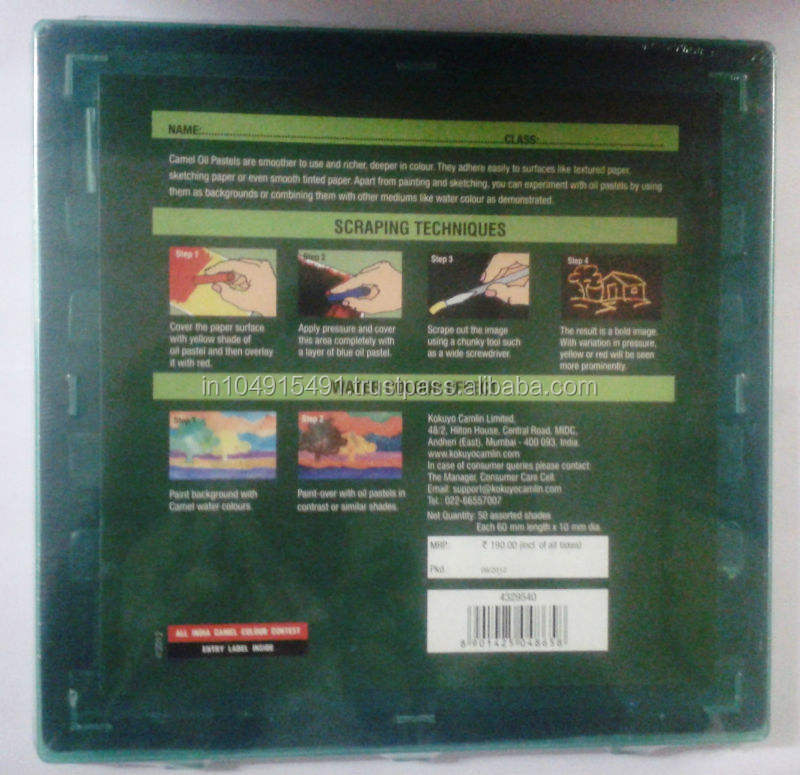 NAME:
CLASS:
Camel Oil Pastels are smoother to use and richer, deeper in colour. They adhere easily to surfaces like textured paper,
sketching paper or even smooth tinted paper. Apart from painting and sketching, you can experiment with oil pastels by using
them as backgrounds or combining them with other mediums like water colour as demonstrated.
SCRAPING TECHNIQUES
Step 1
Step 2
Step 3
Step 4
Cover the paper surface
with yellow shade of
oil pastel and then overlay
it with red.
Apply pressure and cover
this area completely with
a layer of blue oil pastel.
Scrape out the image
using a chunky tool such
as a wide screwdriver.
The result is a bold image.
With variation in pressure,
yellow or red will be seen
more prominently.
WATER COLOUR EFFECT
Step 1
Step 2
Paint background with
Camel water colours.
Paint-over with oil pastels in
contrast or similar shades.
Kokuyo Camlin Limited,
48/2, Hilton House, Central Road, MIDC,
Andheri (East), Mumbai - 400 093, India.
www.kokuyocamlin.com
In case of consumer queries please contact:
The Manager, Consumer Care Cell.
Email: support@kokuyocamlin.com
Tel.: 022-66557007
Net Quantity: 50 assorted shades
Each 60 mm length x 10 mm dia.
MRP: ₹ 190.00 (incl. of all taxes)
Pkd.:
4329540
8 901425 048658
ALL INDIA CAMEL COLOUR CONTEST
ENTRY LABEL INSIDE